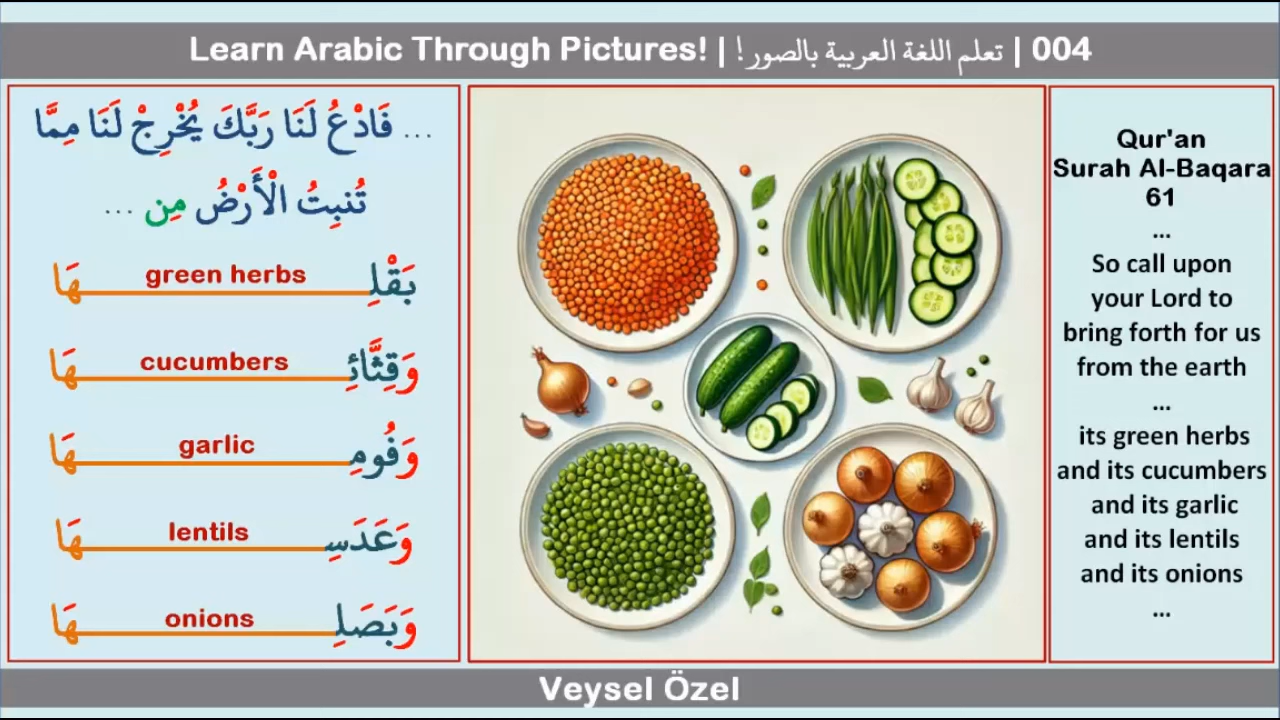 Learn Arabic Through Pictures! | تعلم اللغة العربية بالصور! | 004
... فَادْعُ لَنَا رَبَّكَ يُخْرِجْ لَنَا مِمَّا
تُنبِتُ الْأَرْضُ مِن ...
بَقْلِهَا
green herbs
وَقِثَّائِهَا
cucumbers
وَفُومِهَا
garlic
وَعَدَسِهَا
lentils
وَبَصَلِهَا
onions
Qur'an
Surah Al-Baqara
61
...
So call upon
your Lord to
bring forth for us
from the earth
...
its green herbs
and its cucumbers
and its garlic
and its lentils
and its onions
...
Veysel Özel